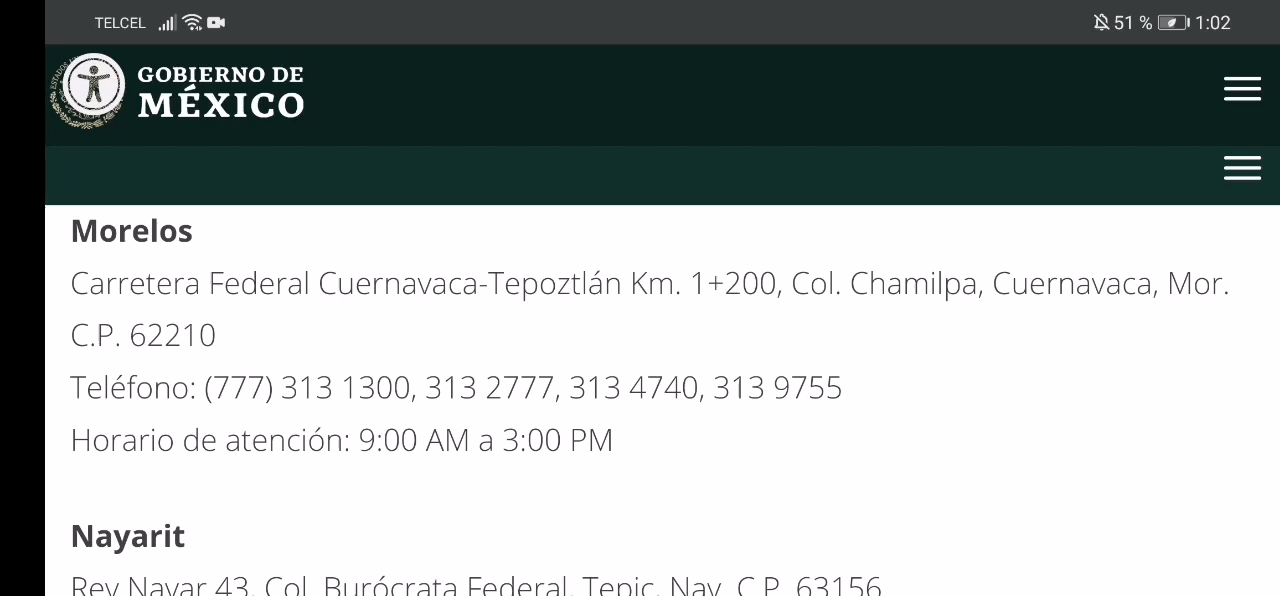 TELCEL 51 % 1:02
GOBIERNO DE
MÉXICO
Morelos
Carretera Federal Cuernavaca-Tepoztlán Km. 1+200, Col. Chamilpa, Cuernavaca, Mor.
C.P. 62210
Teléfono: (777) 313 1300, 313 2777, 313 4740, 313 9755
Horario de atención: 9:00 AM a 3:00 PM
Nayarit
Rey Nayar 43, Col. Burócrata Federal, Tepic, Nay. C.P. 63156